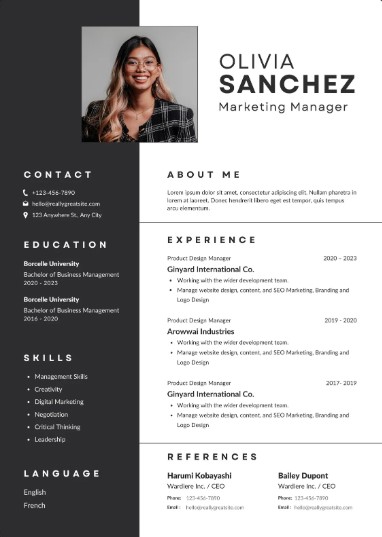 OLIVIA
SANCHEZ
Marketing Manager
CONTACT
+123-456-7890
hello@reallygreatsite.com
123 Anywhere St., Any City
EDUCATION
Borcelle University
Bachelor of Business Management
2020 - 2023
Borcelle University
Bachelor of Business Management
2016 - 2020
SKILLS
Management Skills
Creativity
Digital Marketing
Negotiation
Critical Thinking
Leadership
LANGUAGE
English
French
ABOUT ME
Lorem ipsum dolor sit amet, consectetur adipiscing elit. Nullam pharetra in
lorem at laoreet. Donec hendrerit libero eget est tempor, quis tempus
arcu elementum.
EXPERIENCE
Product Design Manager 2020 - 2023
Ginyard International Co.
• Working with the wider development team.
• Manage website design, content, and SEO Marketing, Branding and
Logo Design
Product Design Manager 2019 - 2020
Arowwai Industries
• Working with the wider development team.
• Manage website design, content, and SEO Marketing, Branding and
Logo Design
Product Design Manager 2017- 2019
Ginyard International Co.
• Working with the wider development team.
• Manage website design, content, and SEO Marketing, Branding and
Logo Design
REFERENCES
Harumi Kobayashi
Wardiere Inc. / CEO
Phone: 123-456-7890
Email: hello@reallygreatsite.com
Bailey Dupont
Wardiere Inc. / CEO
Phone: 123-456-7890
Email: hello@reallygreatsite.com